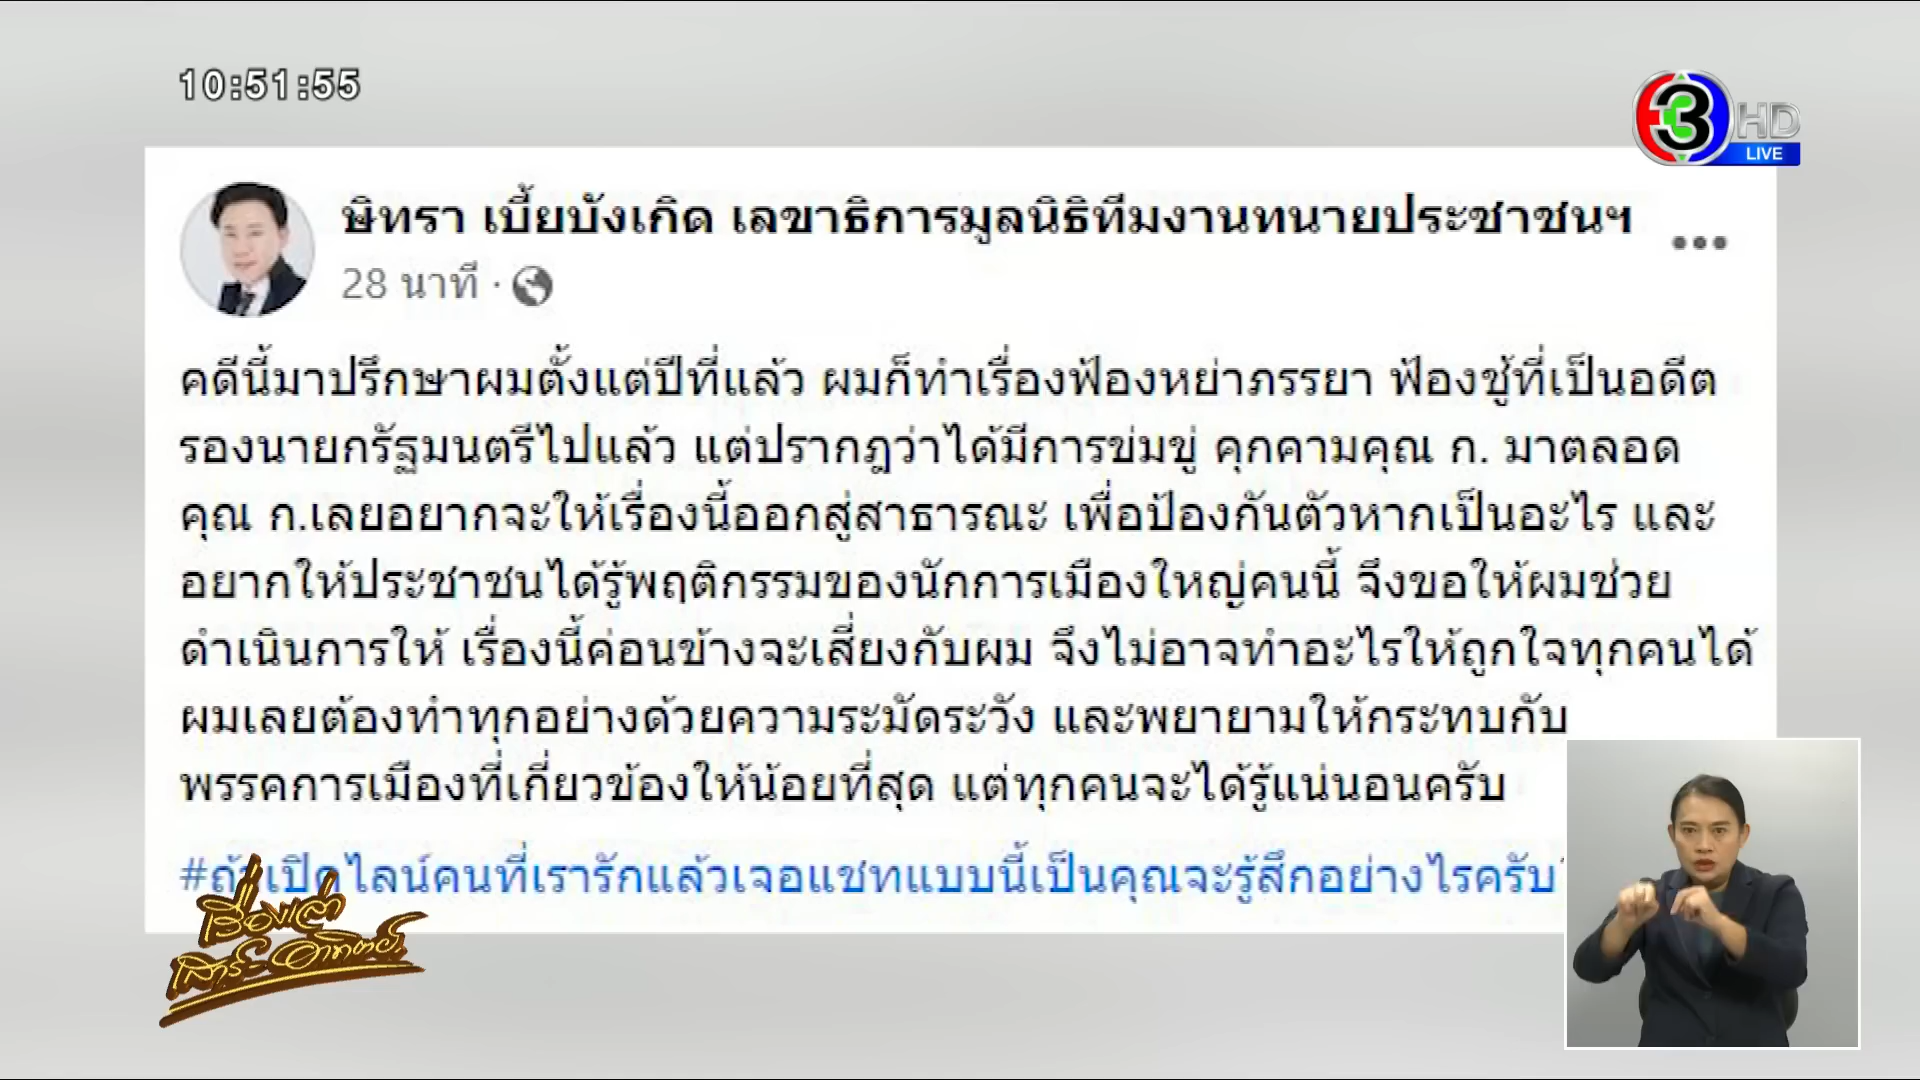 10:51:55
3 HD
LIVE
ษิทรา เบี้ยบังเกิด เลขาธิการมูลนิธิทีมงานทนายประชาชนฯ
28 นาที ·
คดีนี้มาปรึกษาผมตั้งแต่ปีที่แล้ว ผมก็ทำเรื่องฟ้องหย่าภรรยา ฟ้องชู้ที่เป็นอดีต
รองนายกรัฐมนตรีไปแล้ว แต่ปรากฎว่าได้มีการข่มขู่ คุกคามคุณ ก. มาตลอด
คุณ ก.เลยอยากจะให้เรื่องนี้ออกสู่สาธารณะ เพื่อป้องกันตัวหากเป็นอะไร และ
อยากให้ประชาชนได้รู้พฤติกรรมของนักการเมืองใหญ่คนนี้ จึงขอให้ผมช่วย
ดำเนินการให้ เรื่องนี้ค่อนข้างจะเสี่ยงกับผม จึงไม่อาจทำอะไรให้ถูกใจทุกคนได้
ผมเลยต้องทำทุกอย่างด้วยความระมัดระวัง และพยายามให้กระทบกับ
พรรคการเมืองที่เกี่ยวข้องให้น้อยที่สุด แต่ทุกคนจะได้รู้แน่นอนครับ
#ถ้าเปิดไลน์คนที่เรารักแล้วเจอแชทแบบนี้เป็นคุณจะรู้สึกอย่างไรครับ
เรื่องเล่า
เสาร์-อาทิตย์